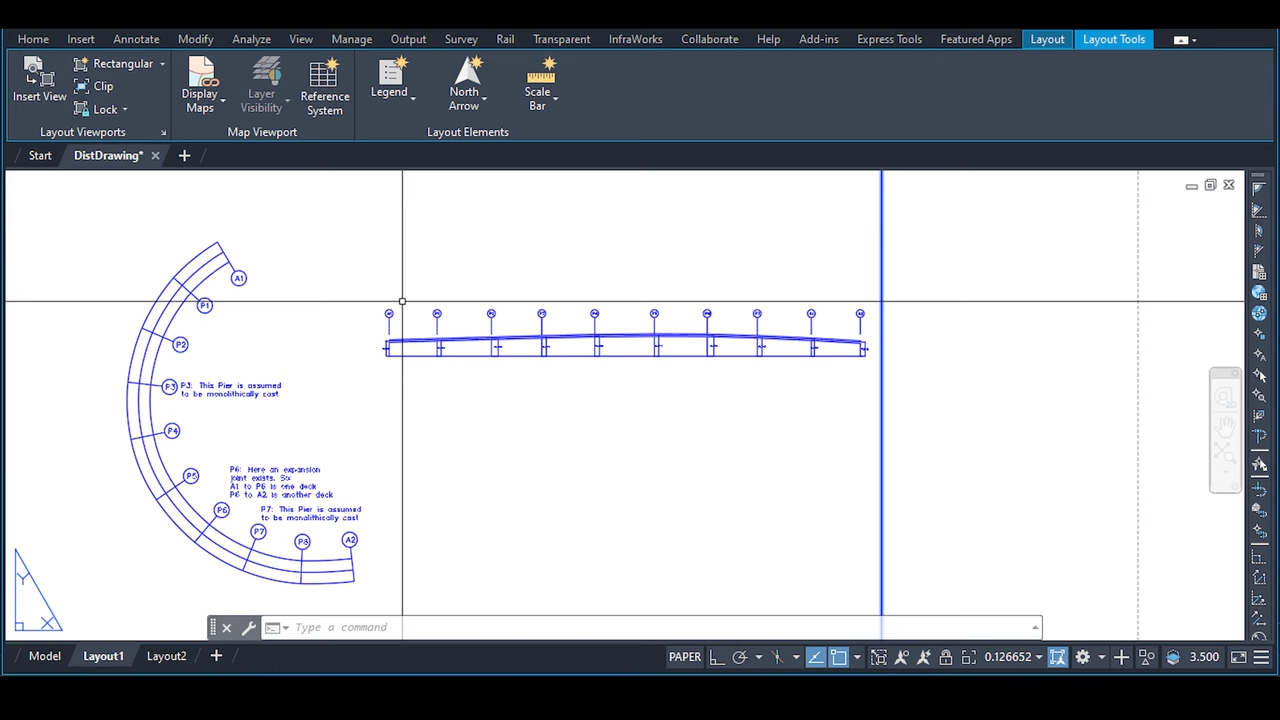 Home Insert Annotate Modify Analyze View Manage Output Survey Rail Transparent InfraWorks Collaborate Help Add-ins Express Tools Featured Apps Layout Layout Tools
Insert View
Rectangular
Clip
Lock
Layout Viewports
Display Maps
Layer Visibility
Reference System
Map Viewport
Legend
North Arrow
Scale Bar
Layout Elements
Start DistDrawing*
A1
P1
P2
P3
P3: This Pier is assumed
to be monolithically cast
P4
P5
P6: Here an expansion
joint exists. So:
A1 to P6 is one deck
P6 to A2 is another deck
P6
P7: This Pier is assumed
to be monolithically cast
P7
P8
A2
Y
X
Type a command
Model Layout1 Layout2
PAPER 0.126652 3.500